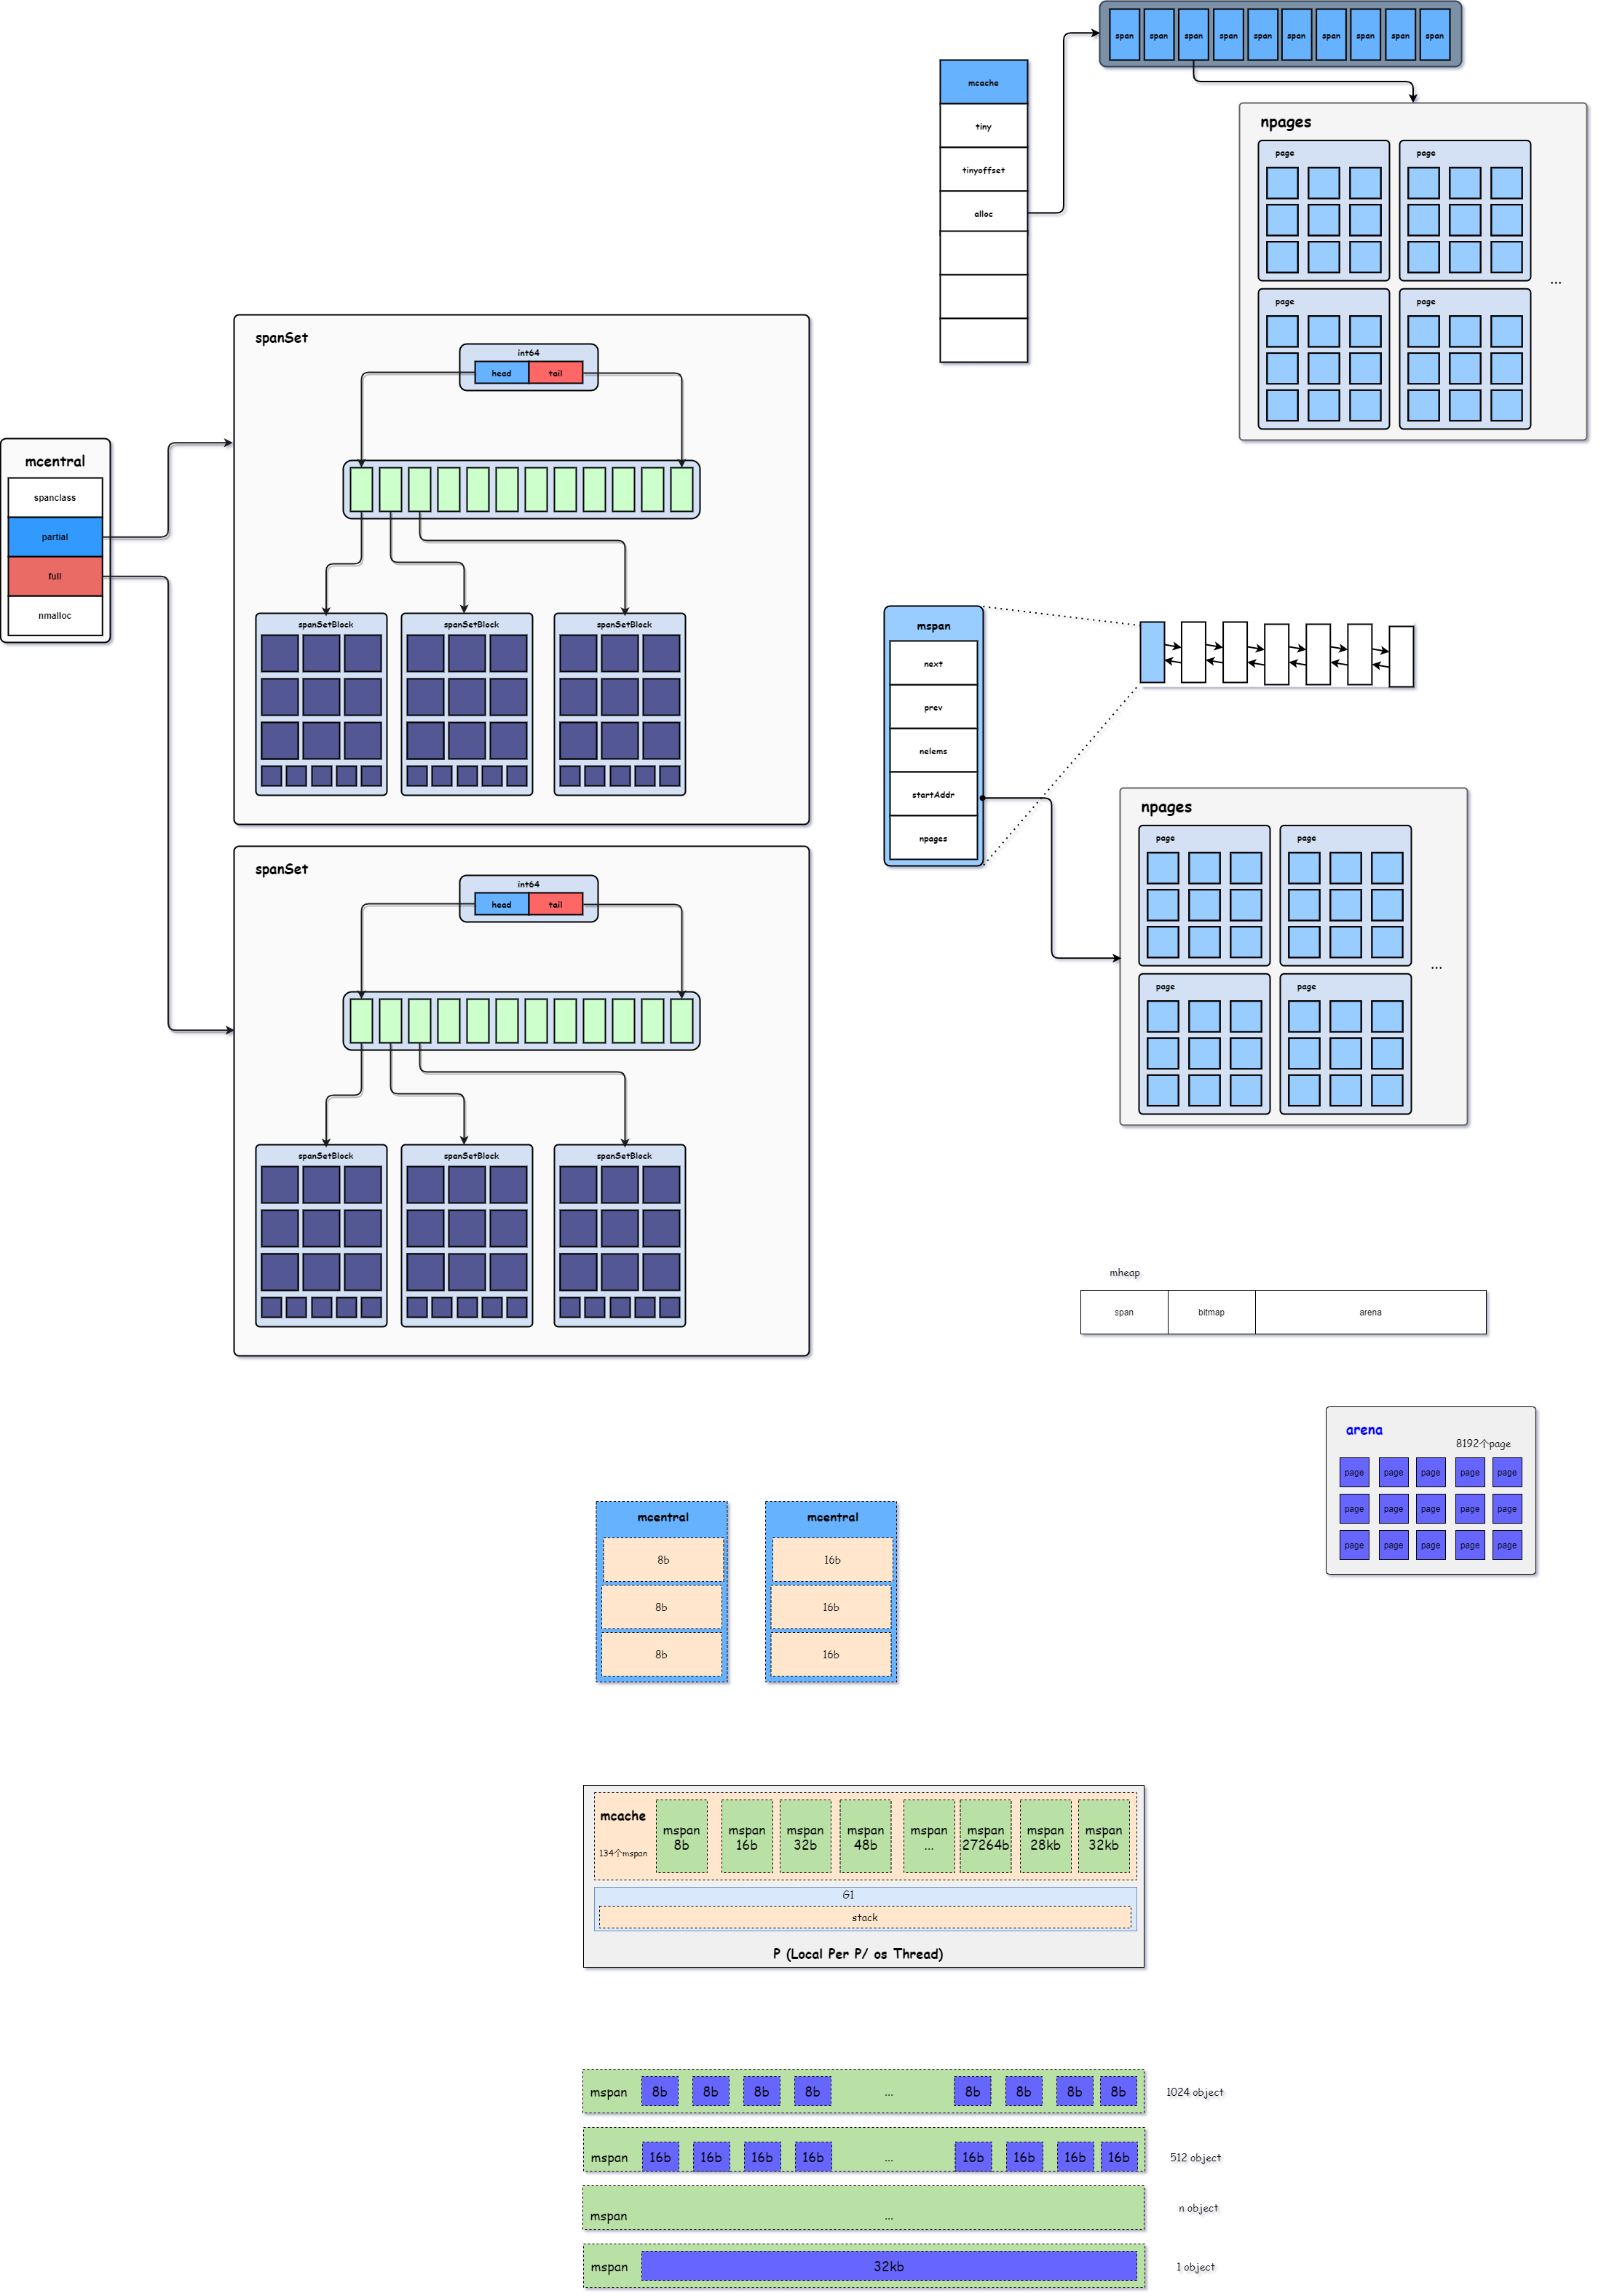 span span span span span span span span span span
mcache
tiny
tinyoffset
alloc
npages
page page
page page
...
spanSet
int64
head tail
spanSetBlock spanSetBlock spanSetBlock
mcentral
spanclass
partial
full
nmalloc
mspan
next
prev
nelems
startAddr
npages
npages
page page
page page
...
spanSet
int64
head tail
spanSetBlock spanSetBlock spanSetBlock
mheap
span bitmap arena
arena
8192个page
page page page page page
page page page page page
page page page page page
mcentral
8b
8b
8b
mcentral
16b
16b
16b
mcache
134个mspan
mspan
8b
mspan
16b
mspan
32b
mspan
48b
mspan
...
mspan
27264b
mspan
28kb
mspan
32kb
G1
stack
P (Local Per P/ os Thread)
mspan 8b 8b 8b 8b ... 8b 8b 8b 8b 1024 object
mspan 16b 16b 16b 16b ... 16b 16b 16b 16b 512 object
mspan ... n object
mspan 32kb 1 object